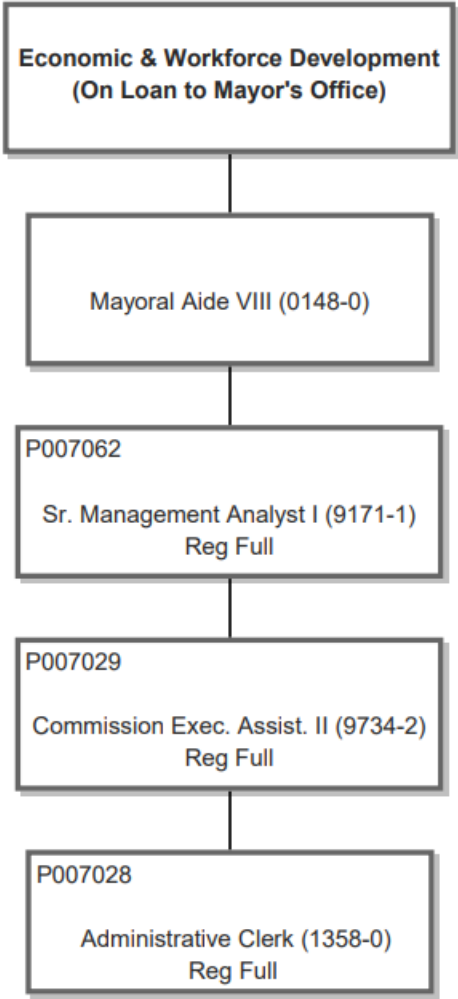 Economic & Workforce Development
(On Loan to Mayor's Office)
Mayoral Aide VIII (0148-0)
P007062
Sr. Management Analyst I (9171-1)
Reg Full
P007029
Commission Exec. Assist. II (9734-2)
Reg Full
P007028
Administrative Clerk (1358-0)
Reg Full